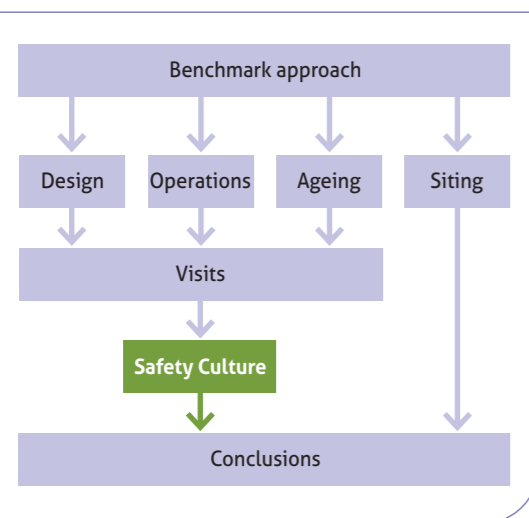 Benchmark approach
Design
Operations
Ageing
Siting
Visits
Safety Culture
Conclusions